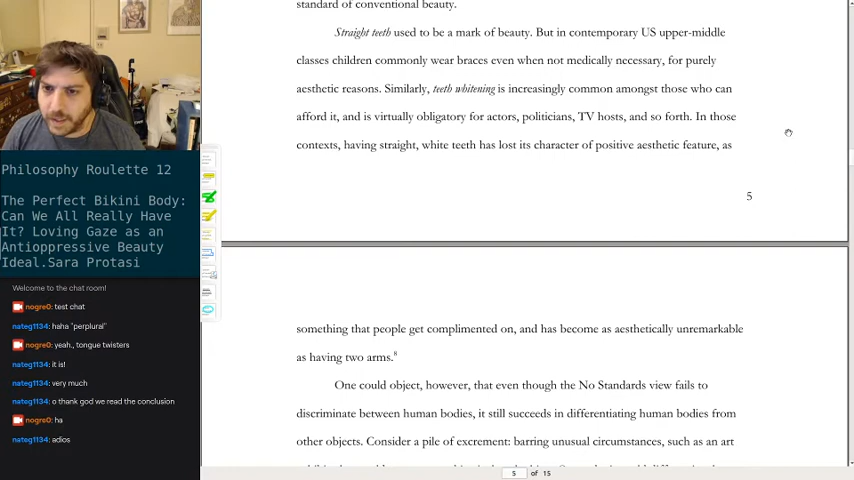 standard of conventional beauty.
Straight teeth used to be a mark of beauty. But in contemporary US upper-middle
classes children commonly wear braces even when not medically necessary, for purely
aesthetic reasons. Similarly, teeth whitening is increasingly common amongst those who can
afford it, and is virtually obligatory for actors, politicians, TV hosts, and so forth. In those
contexts, having straight, white teeth has lost its character of positive aesthetic feature, as
5
something that people get complimented on, and has become as aesthetically unremarkable
as having two arms.8
One could object, however, that even though the No Standards view fails to
discriminate between human bodies, it still succeeds in differentiating human bodies from
other objects. Consider a pile of excrement: barring unusual circumstances, such as an art
5 of 15
Philosophy Roulette 12
The Perfect Bikini Body:
Can We All Really Have
It? Loving Gaze as an
Antioppressive Beauty
Ideal.Sara Protasi
Welcome to the chat room!
nogre0: test chat
nateg1134: haha "perplural"
nogre0: yeah., tongue twisters
nateg1134: it is!
nateg1134: very much
nateg1134: o thank god we read the conclusion
nogre0: ha
nateg1134: adios